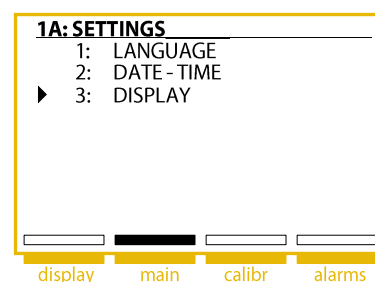 1A: SETTINGS
1: LANGUAGE
2: DATE - TIME
3: DISPLAY
display main calibr alarms